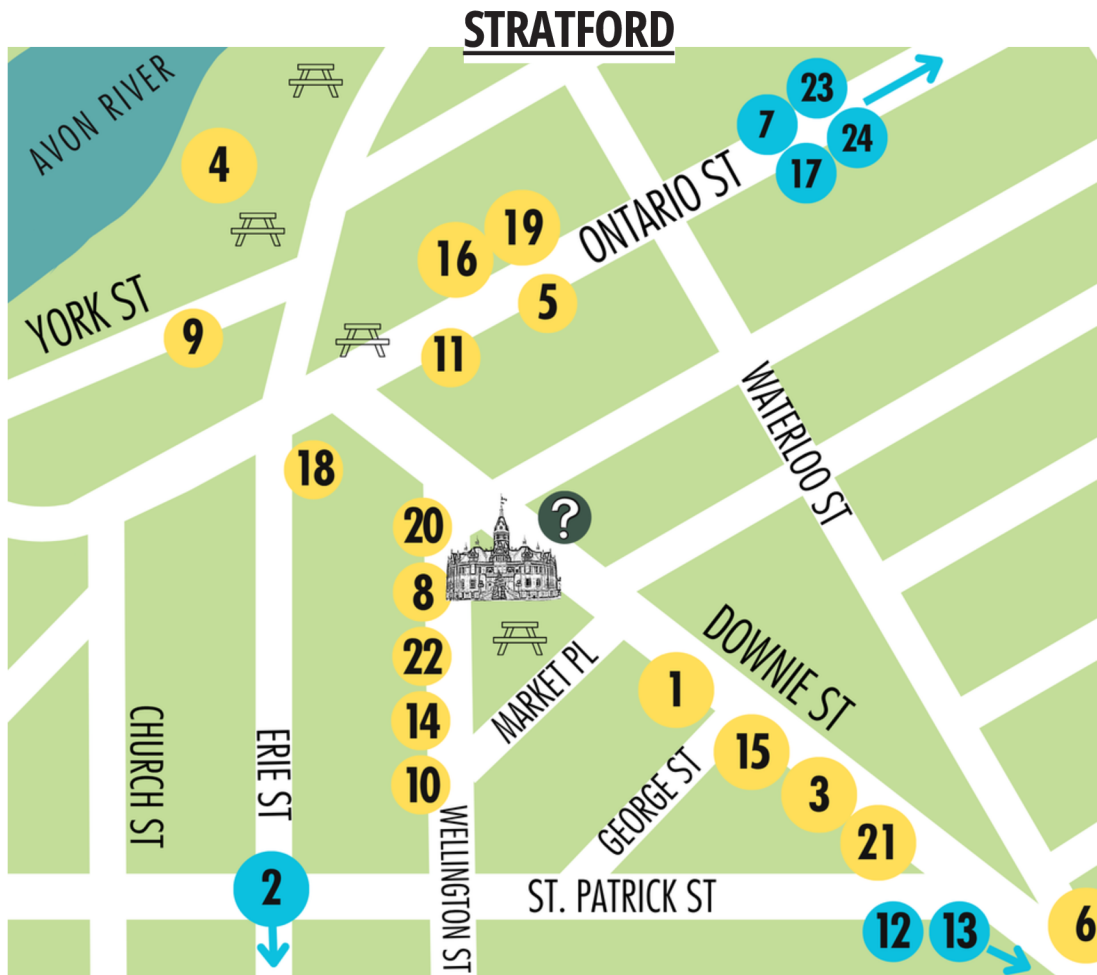 STRATFORD
AVON RIVER
4
23
7
24
17
ONTARIO ST
19
16
5
YORK ST
9
11
WATERLOO ST
18
20
?
8
22
MARKET PL
DOWNIE ST
1
14
15
10
3
GEORGE ST
21
CHURCH ST
ERIE ST
WELLINGTON ST
2
ST. PATRICK ST
12
13
6